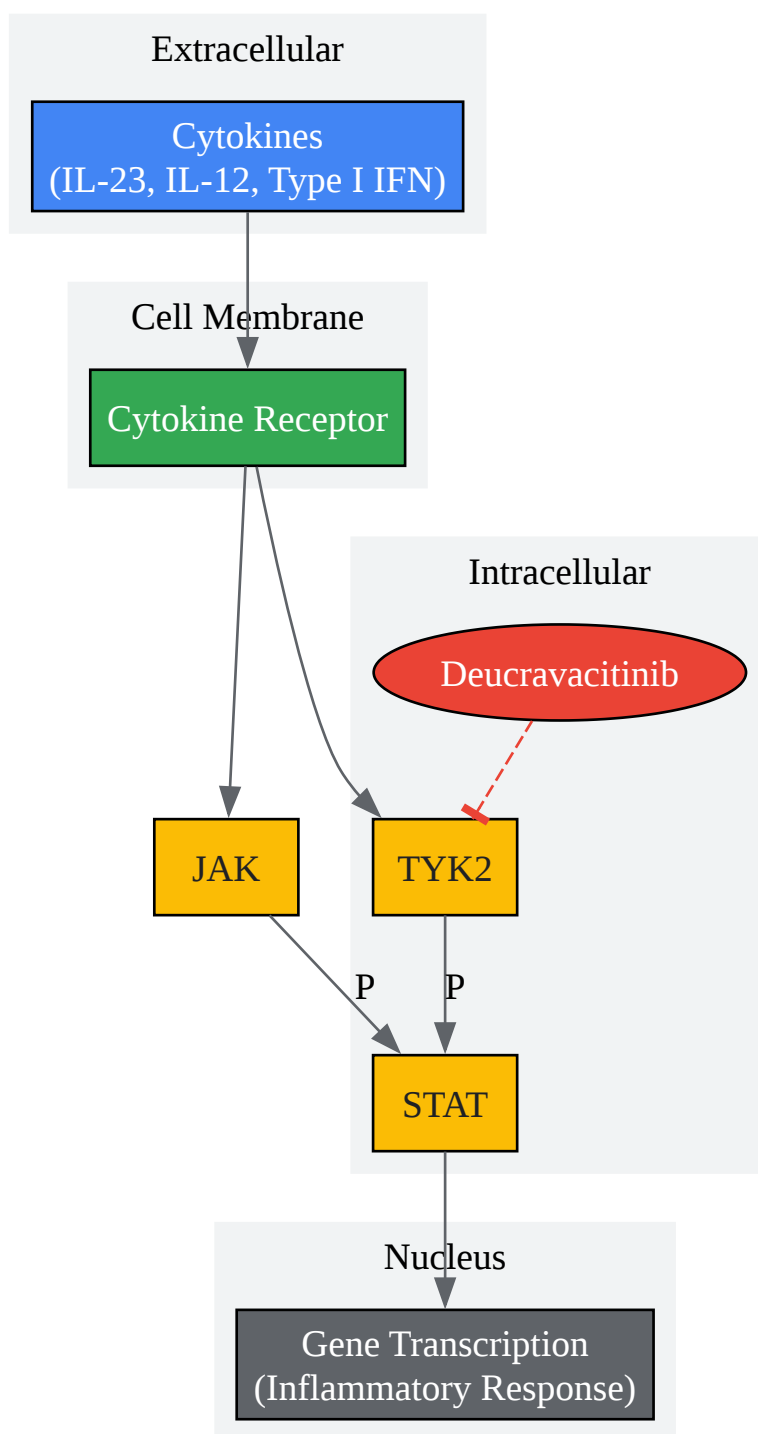 Extracellular
Cytokines
(IL-23, IL-12, Type I IFN)
Cell Membrane
Cytokine Receptor
Intracellular
Deucravacitinib
JAK
TYK2
P
P
STAT
Nucleus
Gene Transcription
(Inflammatory Response)